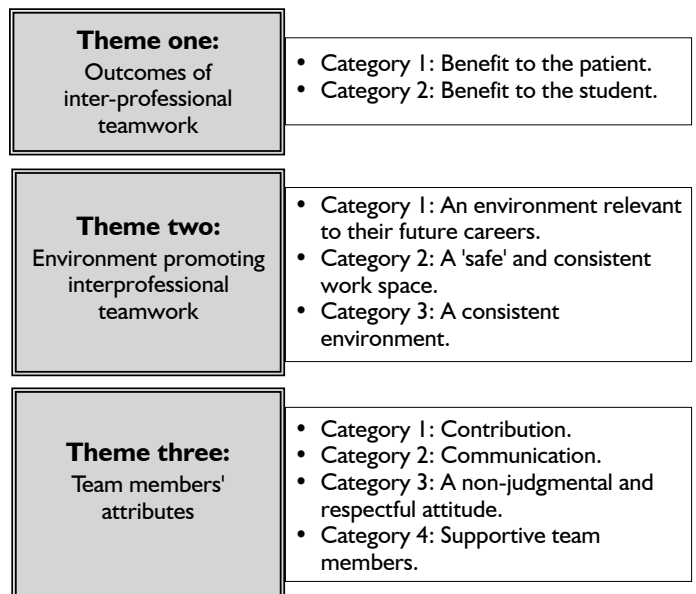 Theme one:
Outcomes of
inter-professional
teamwork
• Category 1: Benefit to the patient.
• Category 2: Benefit to the student.
Theme two:
Environment promoting
interprofessional
teamwork
• Category 1: An environment relevant
to their future careers.
• Category 2: A 'safe' and consistent
work space.
• Category 3: A consistent
environment.
Theme three:
Team members'
attributes
• Category 1: Contribution.
• Category 2: Communication.
• Category 3: A non-judgmental and
respectful attitude.
• Category 4: Supportive team
members.